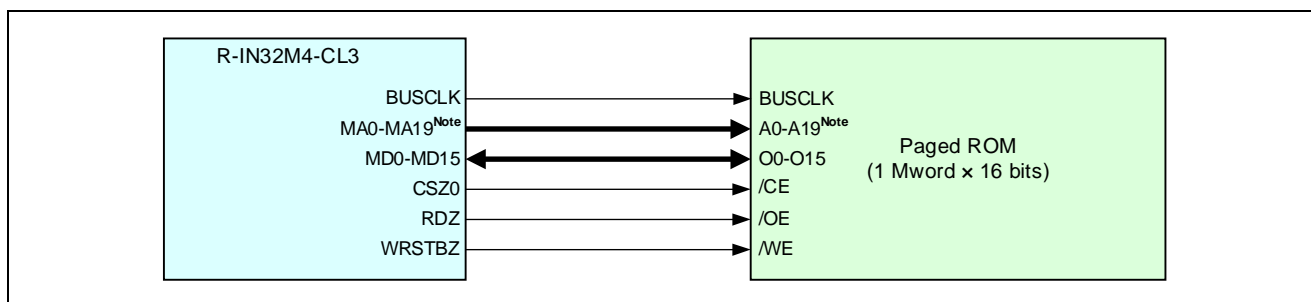 R-IN32M4-CL3
BUSCLK
MA0-MA19Note
MD0-MD15
CSZ0
RDZ
WRSTBZ
BUSCLK
A0-A19Note
O0-O15
/CE
/OE
/WE
Paged ROM
(1 Mword × 16 bits)